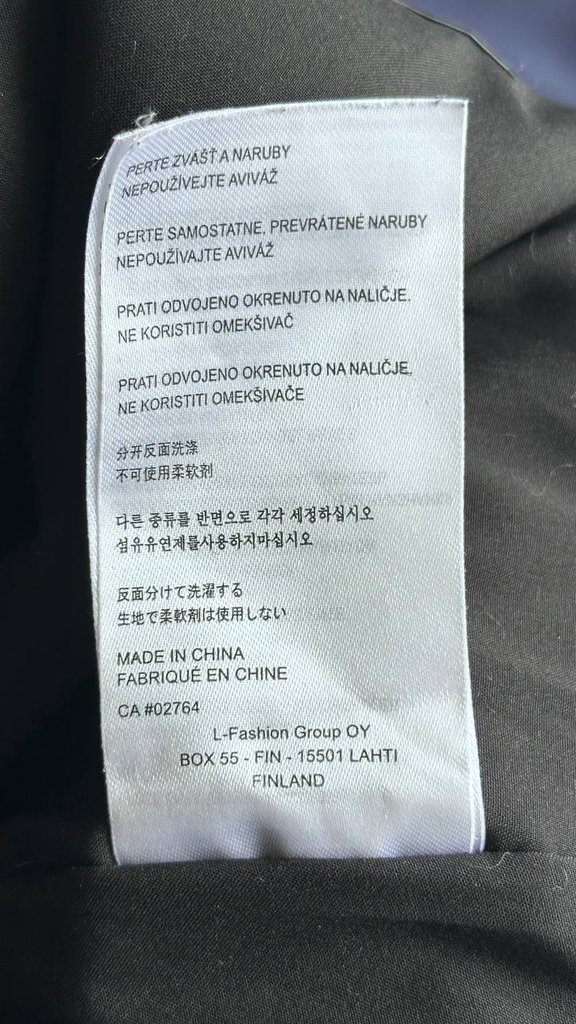 PERTE ZVÁŠŤ A NARUBY
NEPOUŽÍVEJTE AVIVÁŽ
PERTE SAMOSTATNE, PREVRÁTENÉ NARUBY
NEPOUŽÍVAJTE AVIVÁŽ
PRATI ODVOJENO OKRENUTO NA NALIČJE.
NE KORISTITI OMEKŠIVAČ
PRATI ODVOJENO OKRENUTO NA NALIČJE.
NE KORISTITI OMEKŠIVAČE
分开反面洗涤
不可使用柔软剂
다른 종류를 반면으로 각각 세정하십시오
섬유유연제를사용하지마십시오
反面分けて洗濯する
生地で柔軟剤は使用しない
MADE IN CHINA
FABRIQUÉ EN CHINE
CA #02764
L-Fashion Group OY
BOX 55 - FIN - 15501 LAHTI
FINLAND